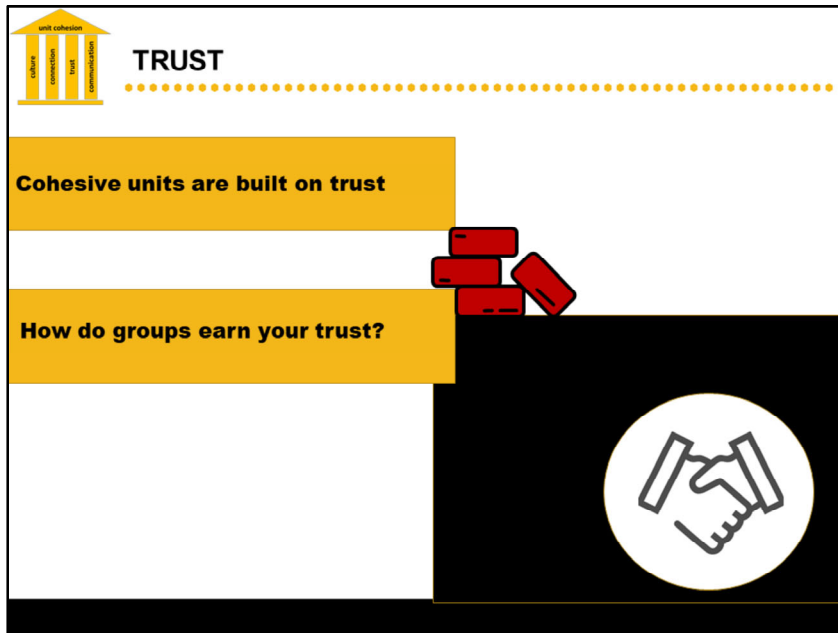 unit cohesion
culture
connection
trust
communication
TRUST
Cohesive units are built on trust
How do groups earn your trust?